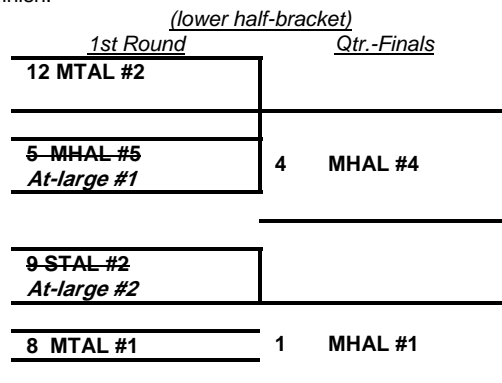 (lower half-bracket)
1st Round Qtr.-Finals
12 MTAL #2
5 MHAL #5
At-large #1
4 MHAL #4
9 STAL #2
At-large #2
8 MTAL #1
1 MHAL #1